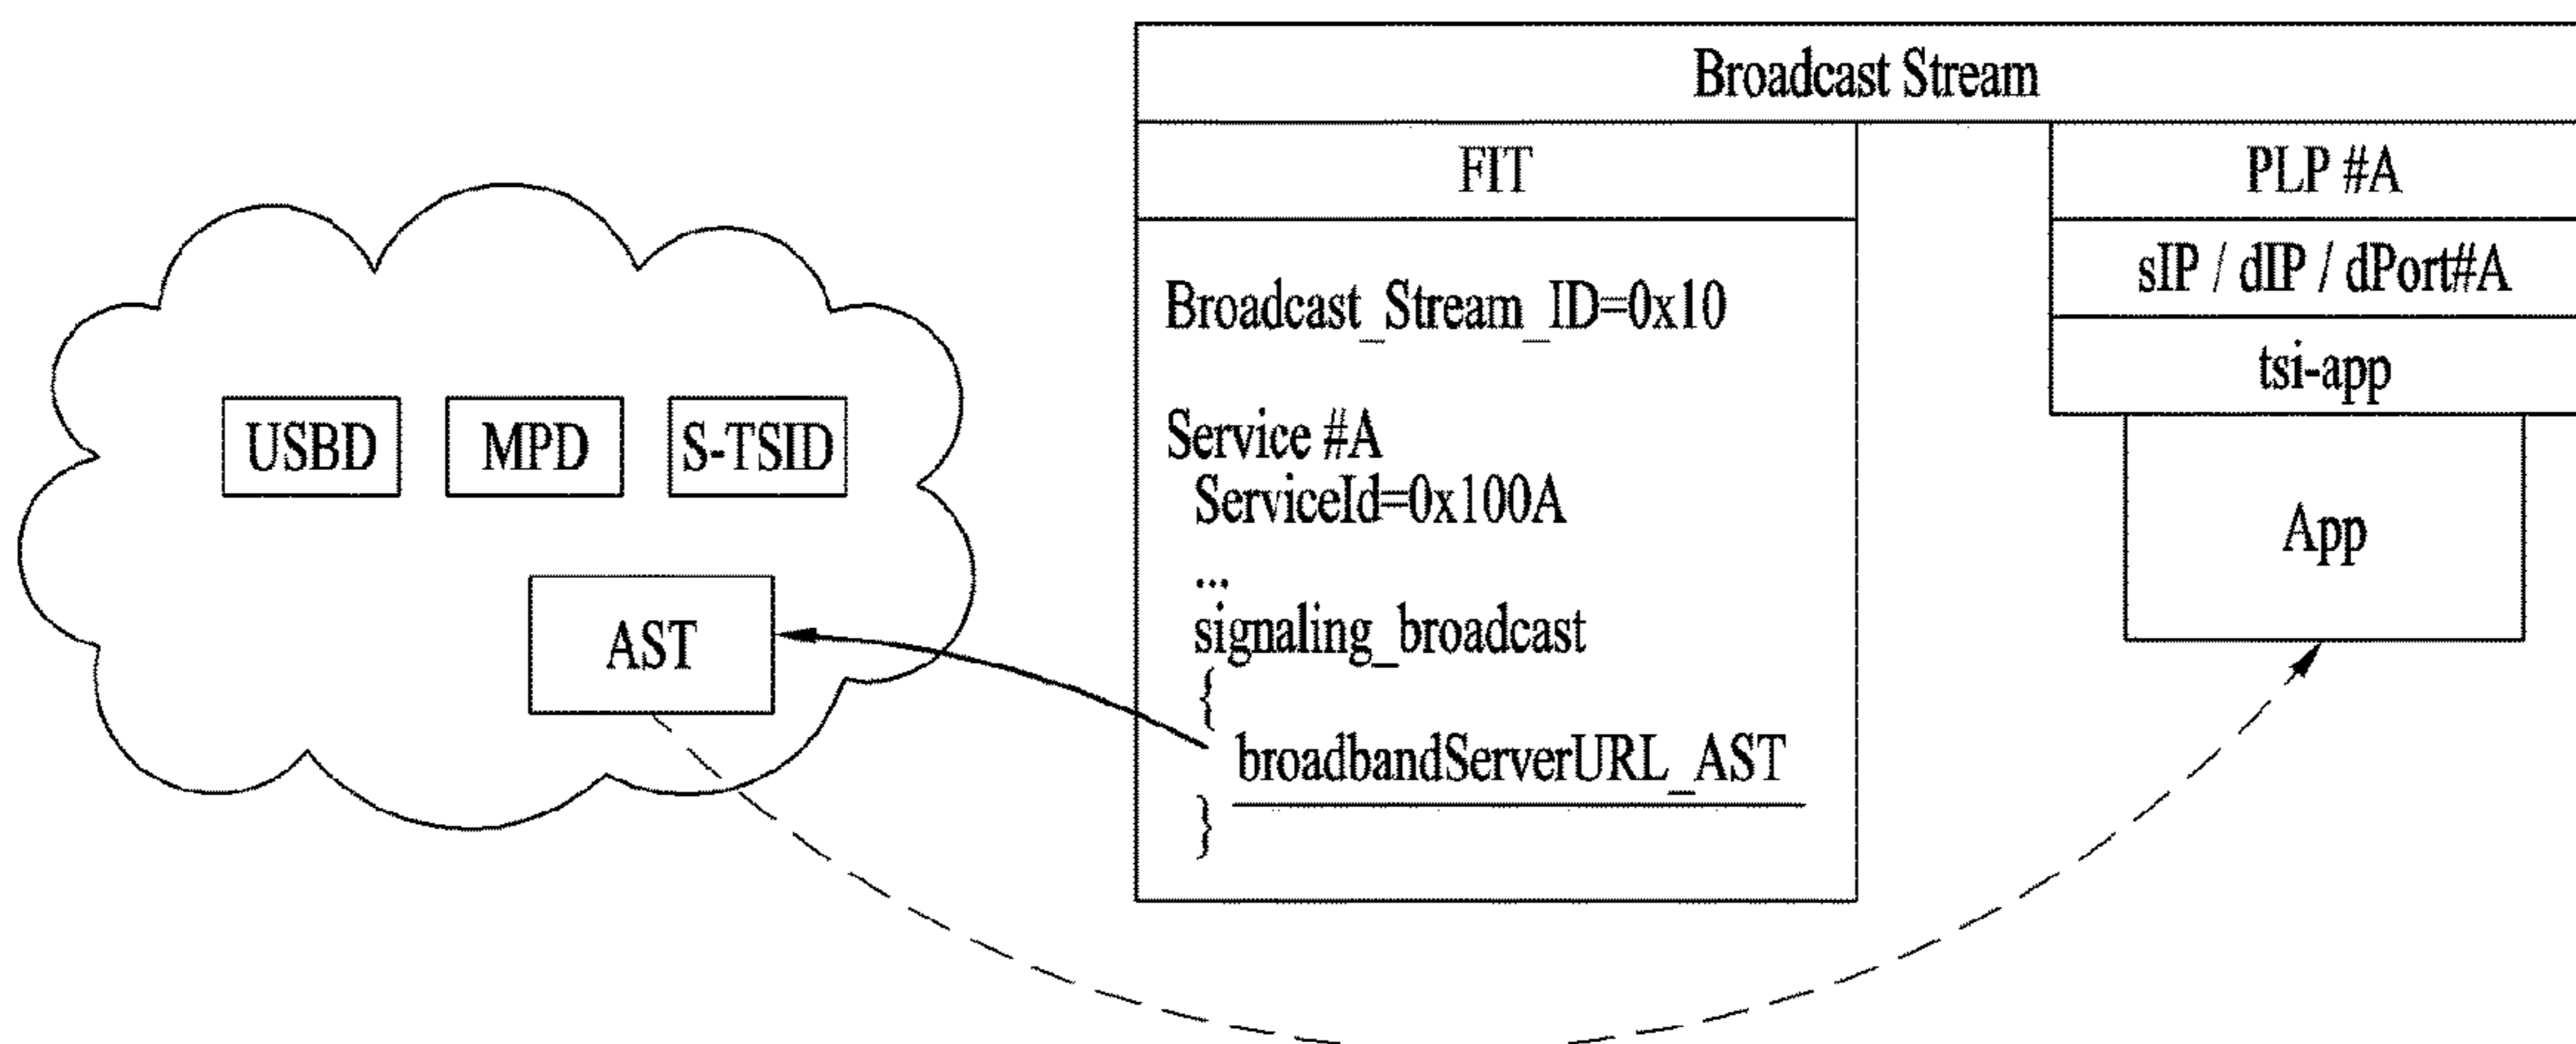 Broadcast Stream
FIT
PLP #A
sIP / dIP / dPort#A
tsi-app
App
Broadcast_Stream_ID=0x10
Service #A
ServiceId=0x100A
...
signaling_broadcast
{
broadbandServerURL_AST
}
USBD
MPD
S-TSID
AST